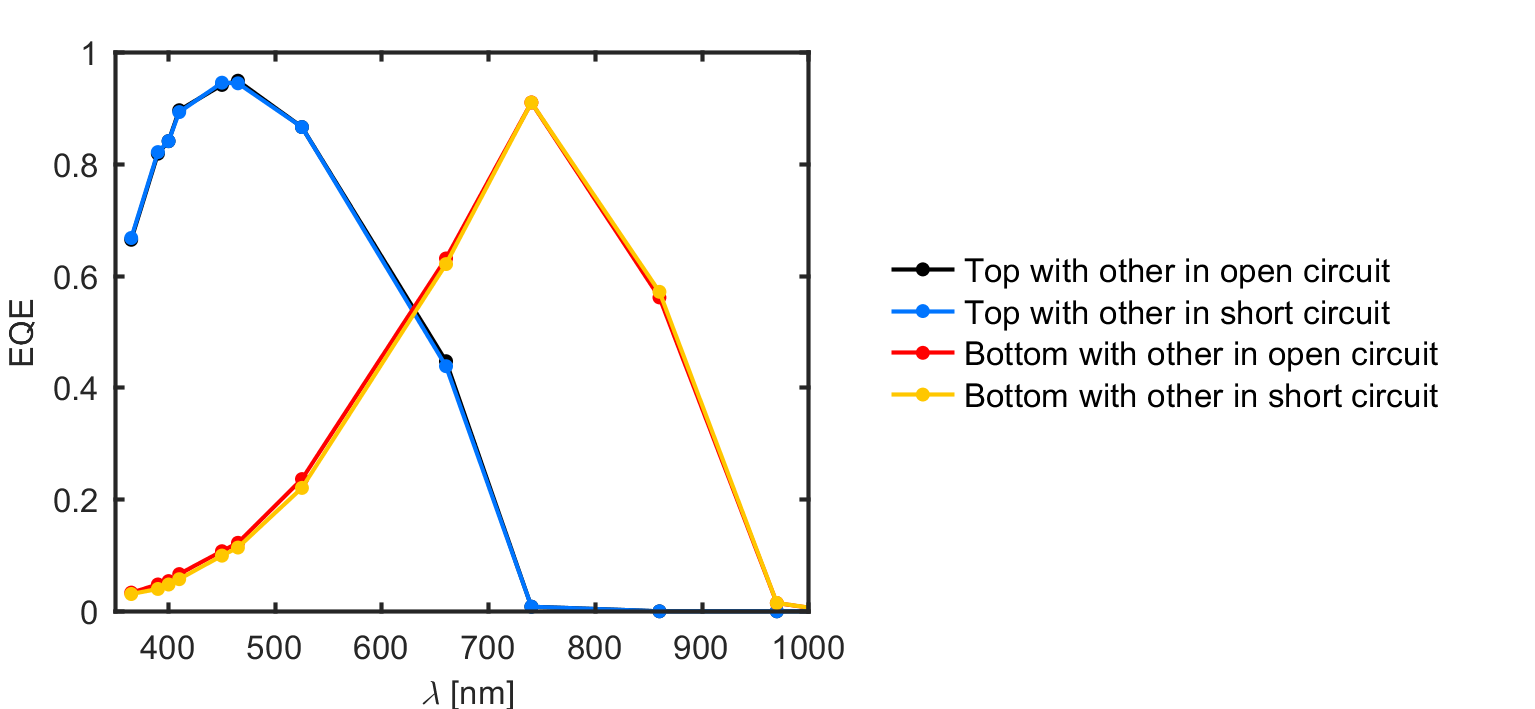 1
0.8
0.6
0.4
0.2
0
EQE
400 500 600 700 800 900 1000
λ [nm]
Top with other in open circuit
Top with other in short circuit
Bottom with other in open circuit
Bottom with other in short circuit